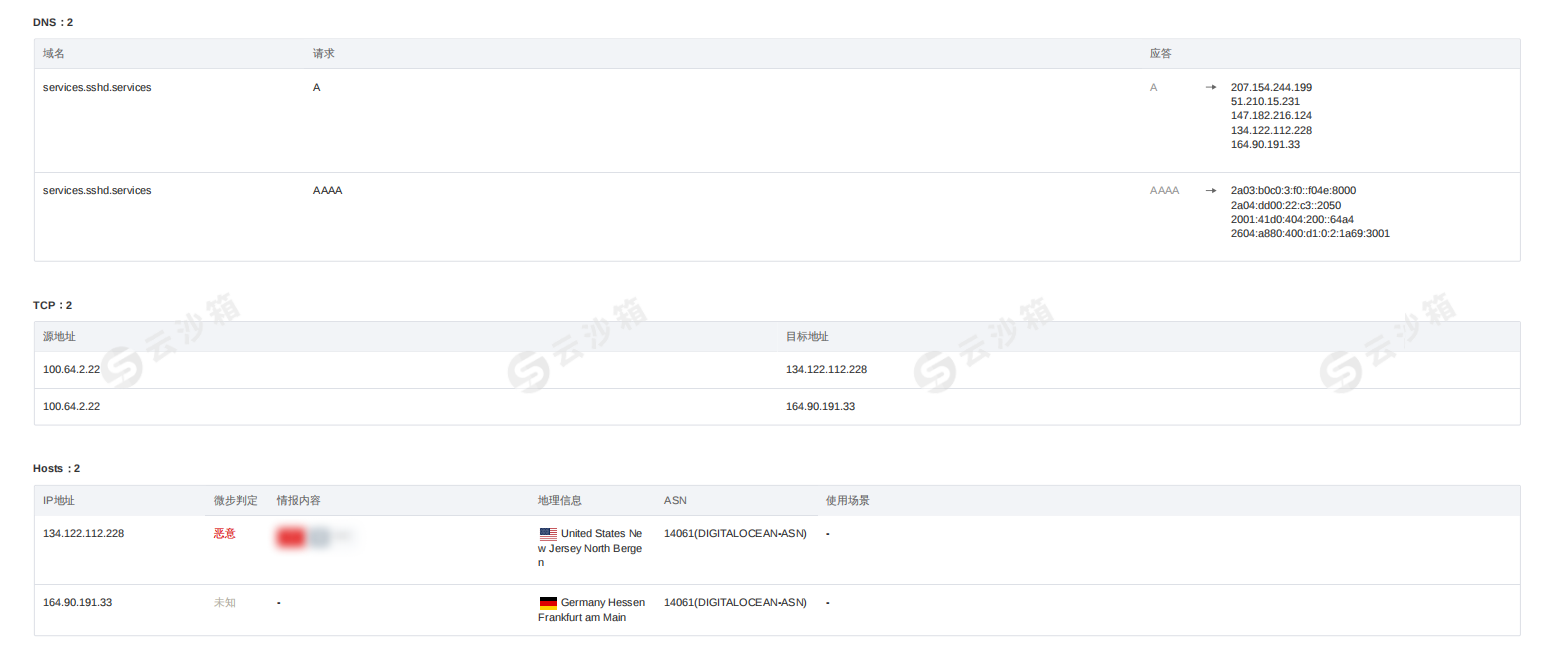 DNS：2
域名 请求 应答
services.sshd.services A A → 207.154.244.199
51.210.15.231
147.182.216.124
134.122.112.228
164.90.191.33
services.sshd.services AAAA AAAA → 2a03:b0c0:3:f0::f04e:8000
2a04:dd00:22:c3::2050
2001:41d0:404:200::64a4
2604:a880:400:d1:0:2:1a69:3001
TCP：2
云沙箱 云沙箱 云沙箱 云沙箱
源地址 目标地址
100.64.2.22 134.122.112.228
100.64.2.22 164.90.191.33
Hosts：2
IP地址 微步判定 情报内容 地理信息 ASN 使用场景
134.122.112.228 恶意 United States Ne 14061(DIGITALOCEAN-ASN) -
w Jersey North Berge
n
164.90.191.33 未知 - Germany Hessen 14061(DIGITALOCEAN-ASN) -
Frankfurt am Main